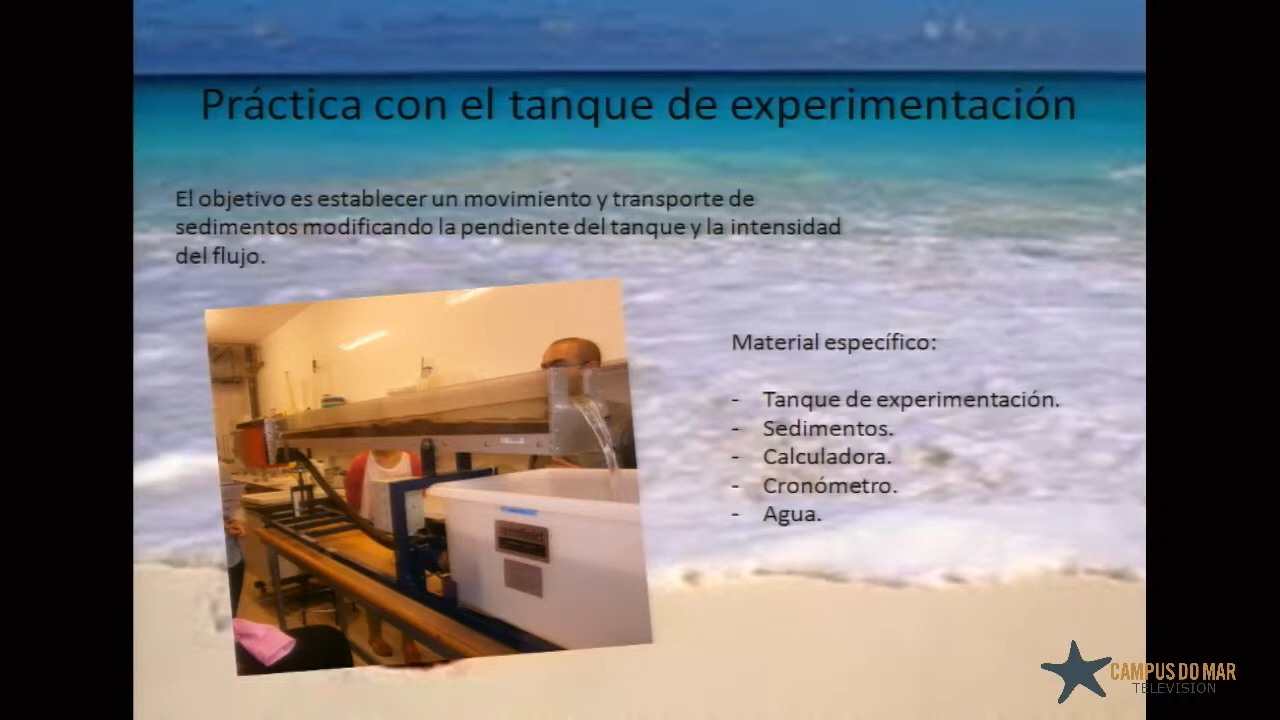 Práctica con el tanque de experimentación
El objetivo es establecer un movimiento y transporte de
sedimentos modificando la pendiente del tanque y la intensidad
del flujo.
Material específico:
- Tanque de experimentación.
- Sedimentos.
- Calculadora.
- Cronómetro.
- Agua.
CAMPUS DO MAR
TELEVISION